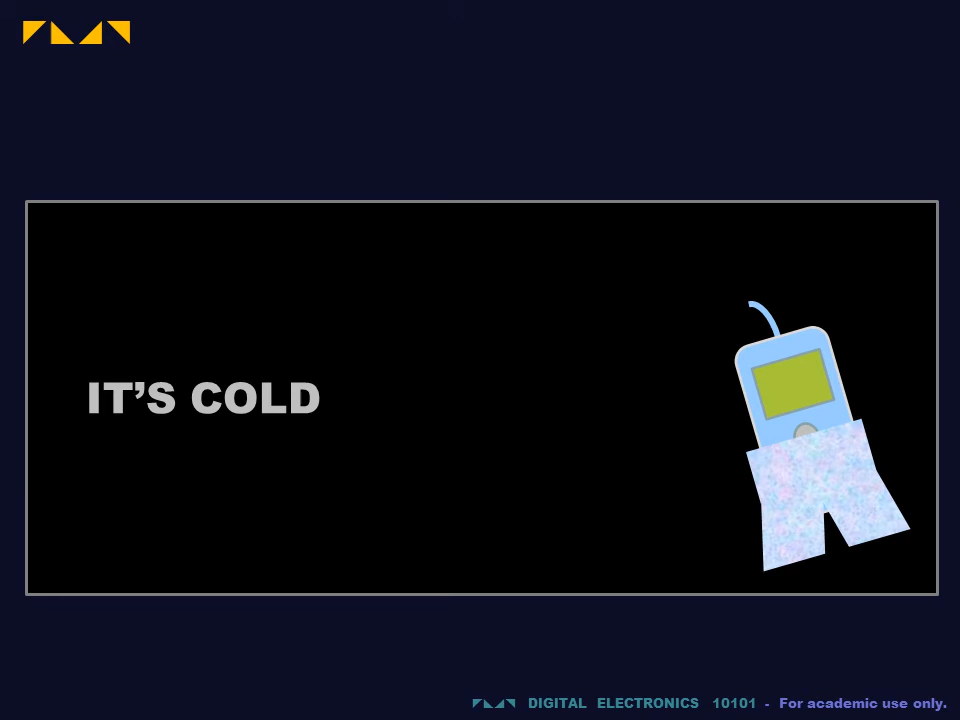 IT’S COLD
DIGITAL ELECTRONICS 10101 - For academic use only.